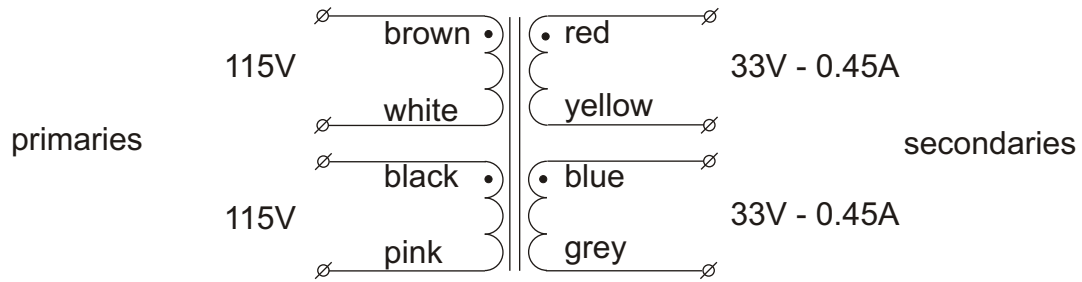 brown
red
115V
33V - 0.45A
white
yellow
primaries
secondaries
black
blue
115V
33V - 0.45A
pink
grey